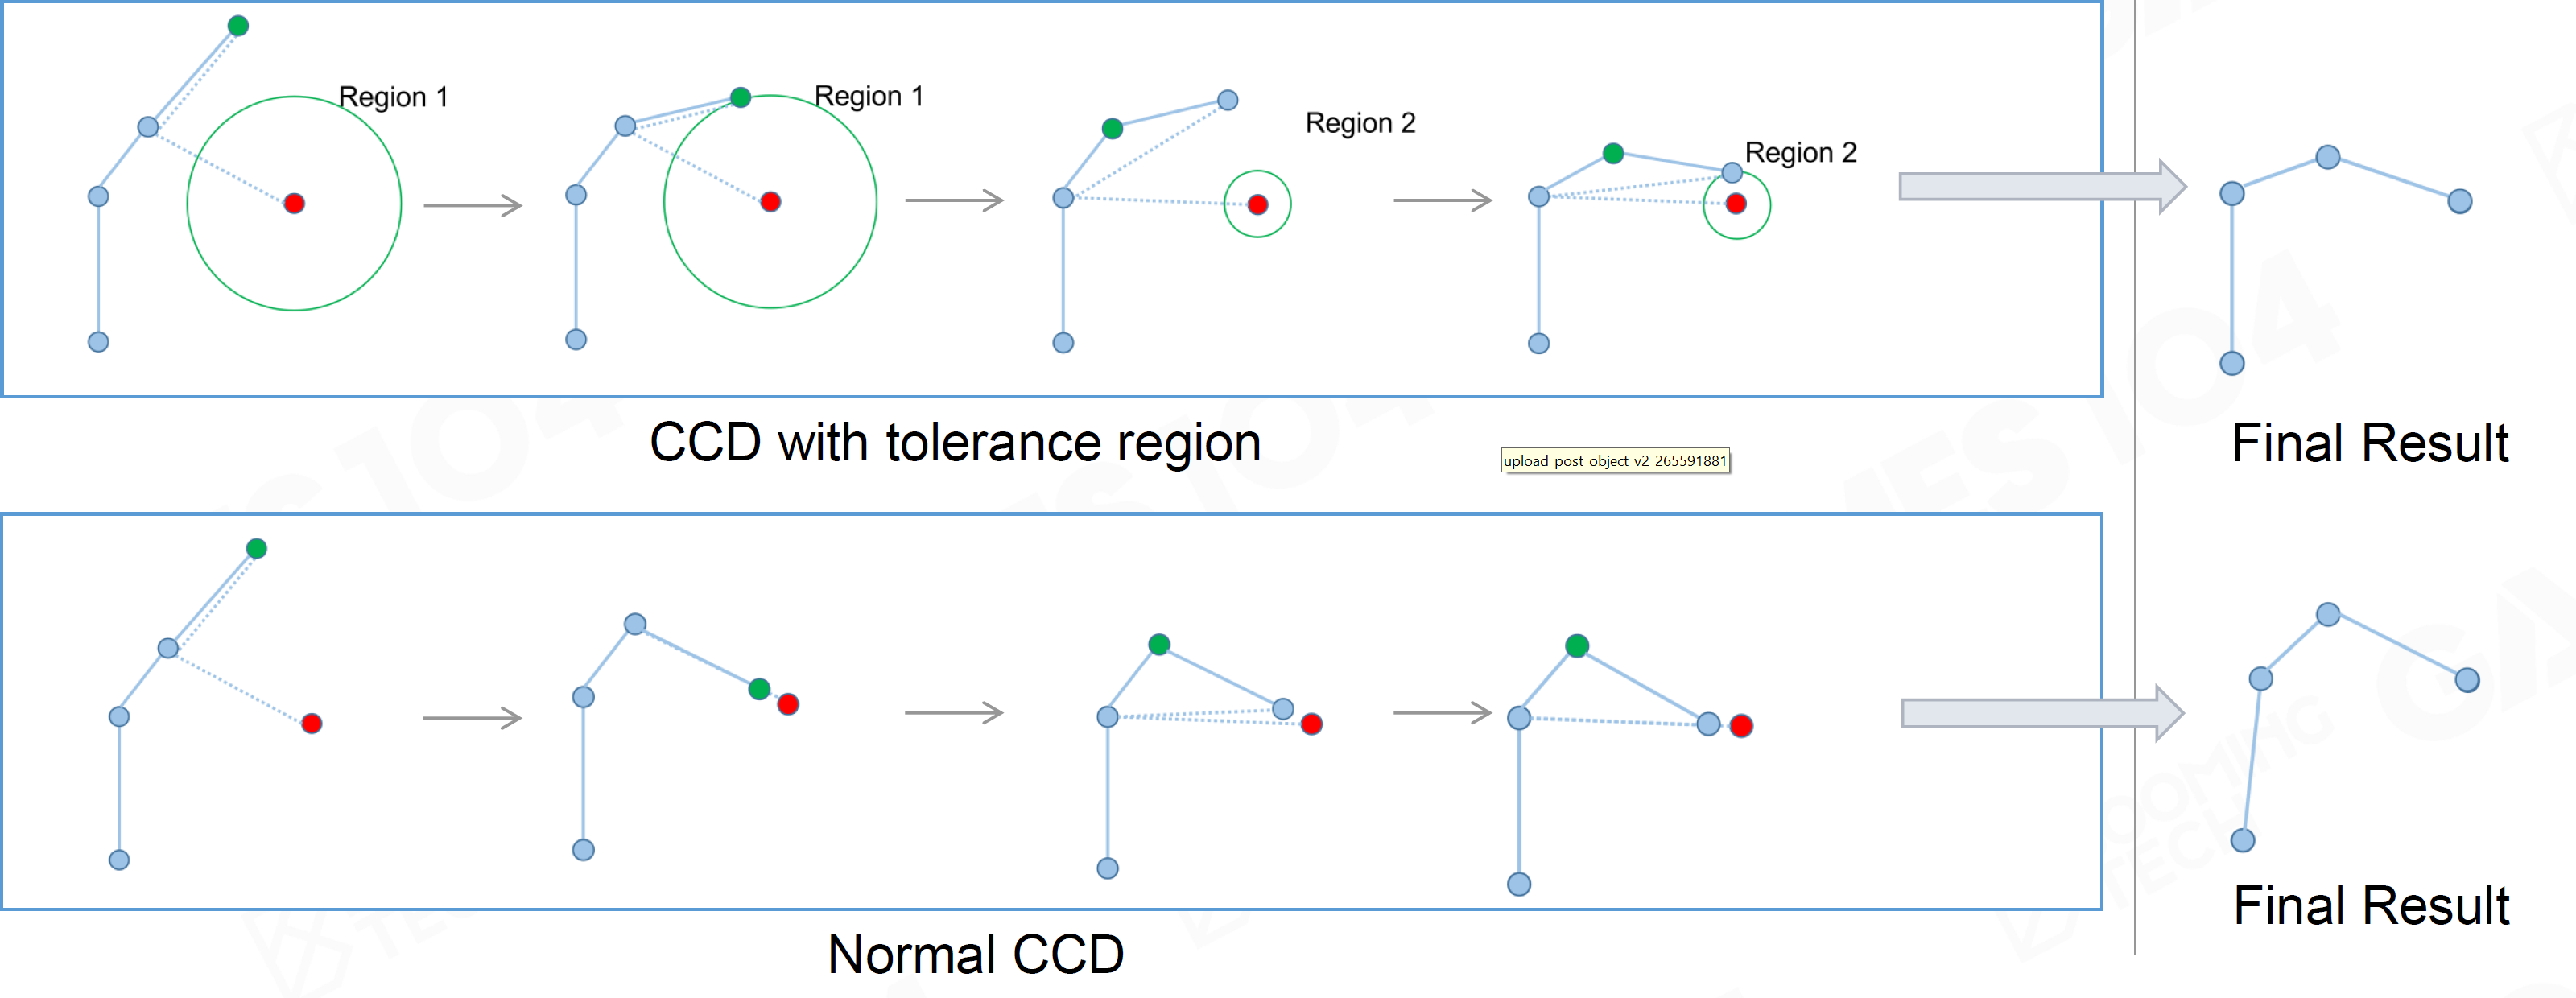 Region 1
Region 1
Region 2
Region 2
CCD with tolerance region
Final Result
upload_post_object_v2_265591881
Normal CCD
Final Result